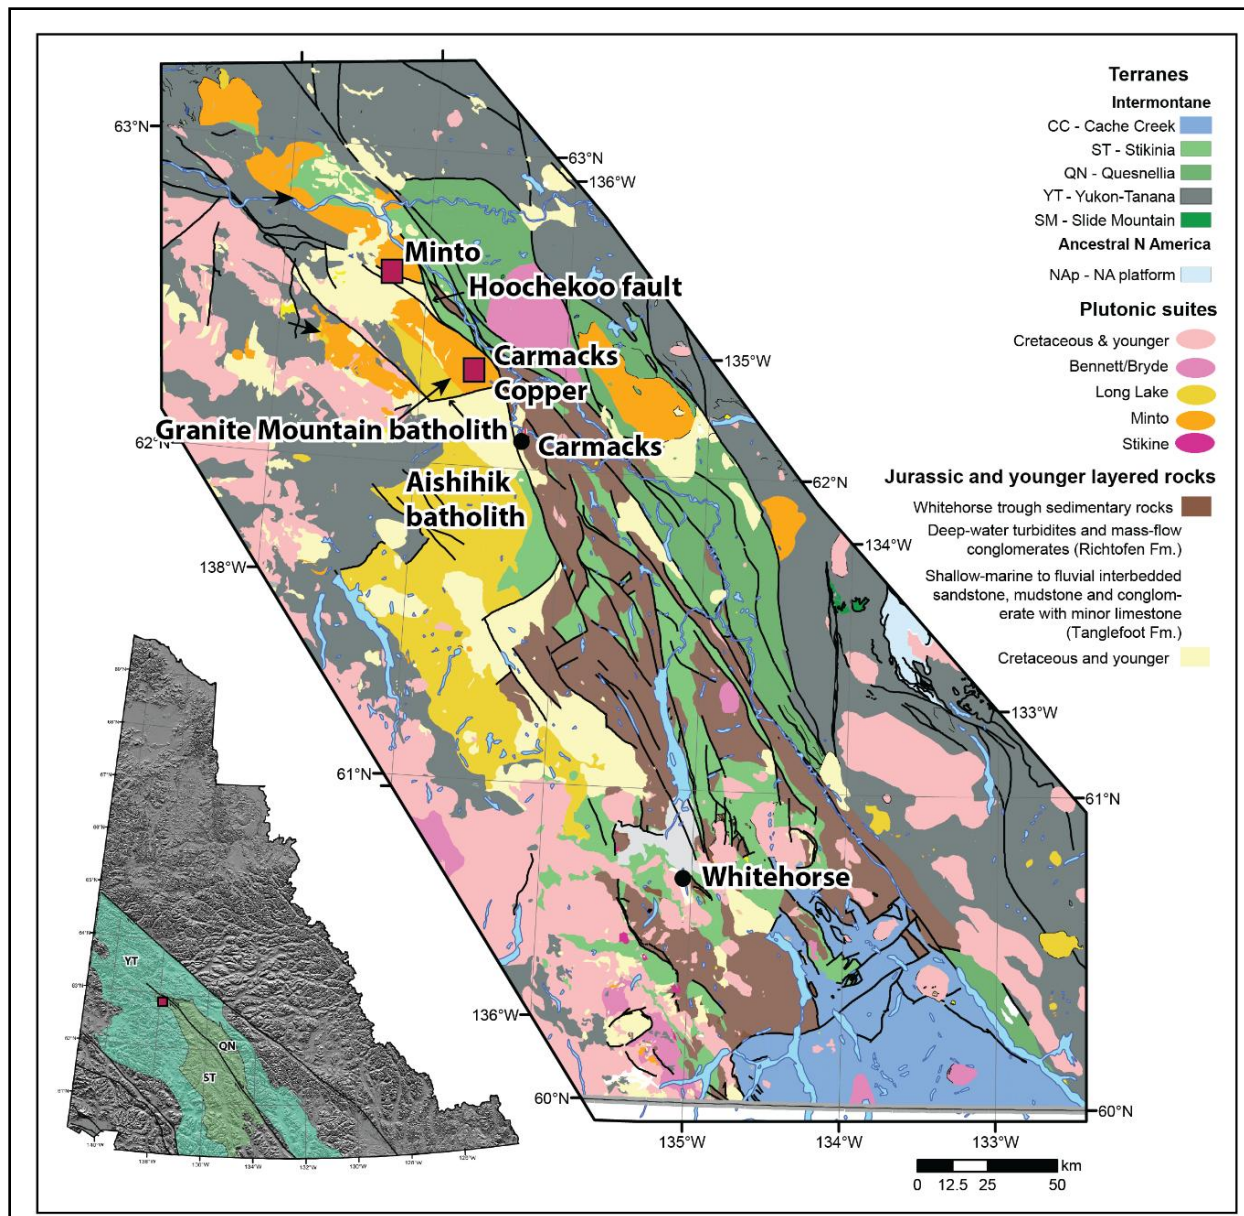 63°N
63°N
136°W
Minto
Hoochekoo fault
Carmacks
Copper
135°W
Granite Mountain batholith
62°N
Carmacks
Aishihik
batholith
62°N
134°W
138°W
133°W
61°N
61°N
Whitehorse
136°W
60°N
60°N
135°W
134°W
133°W
km
0 12.5 25 50
Terranes
Intermontane
CC - Cache Creek
ST - Stikinia
QN - Quesnellia
YT - Yukon-Tanana
SM - Slide Mountain
Ancestral N America
NAp - NA platform
Plutonic suites
Cretaceous & younger
Bennett/Bryde
Long Lake
Minto
Stikine
Jurassic and younger layered rocks
Whitehorse trough sedimentary rocks
Deep-water turbidites and mass-flow
conglomerates (Richtofen Fm.)
Shallow-marine to fluvial interbedded
sandstone, mudstone and conglom-
erate with minor limestone
(Tanglefoot Fm.)
Cretaceous and younger
YT
QN
ST